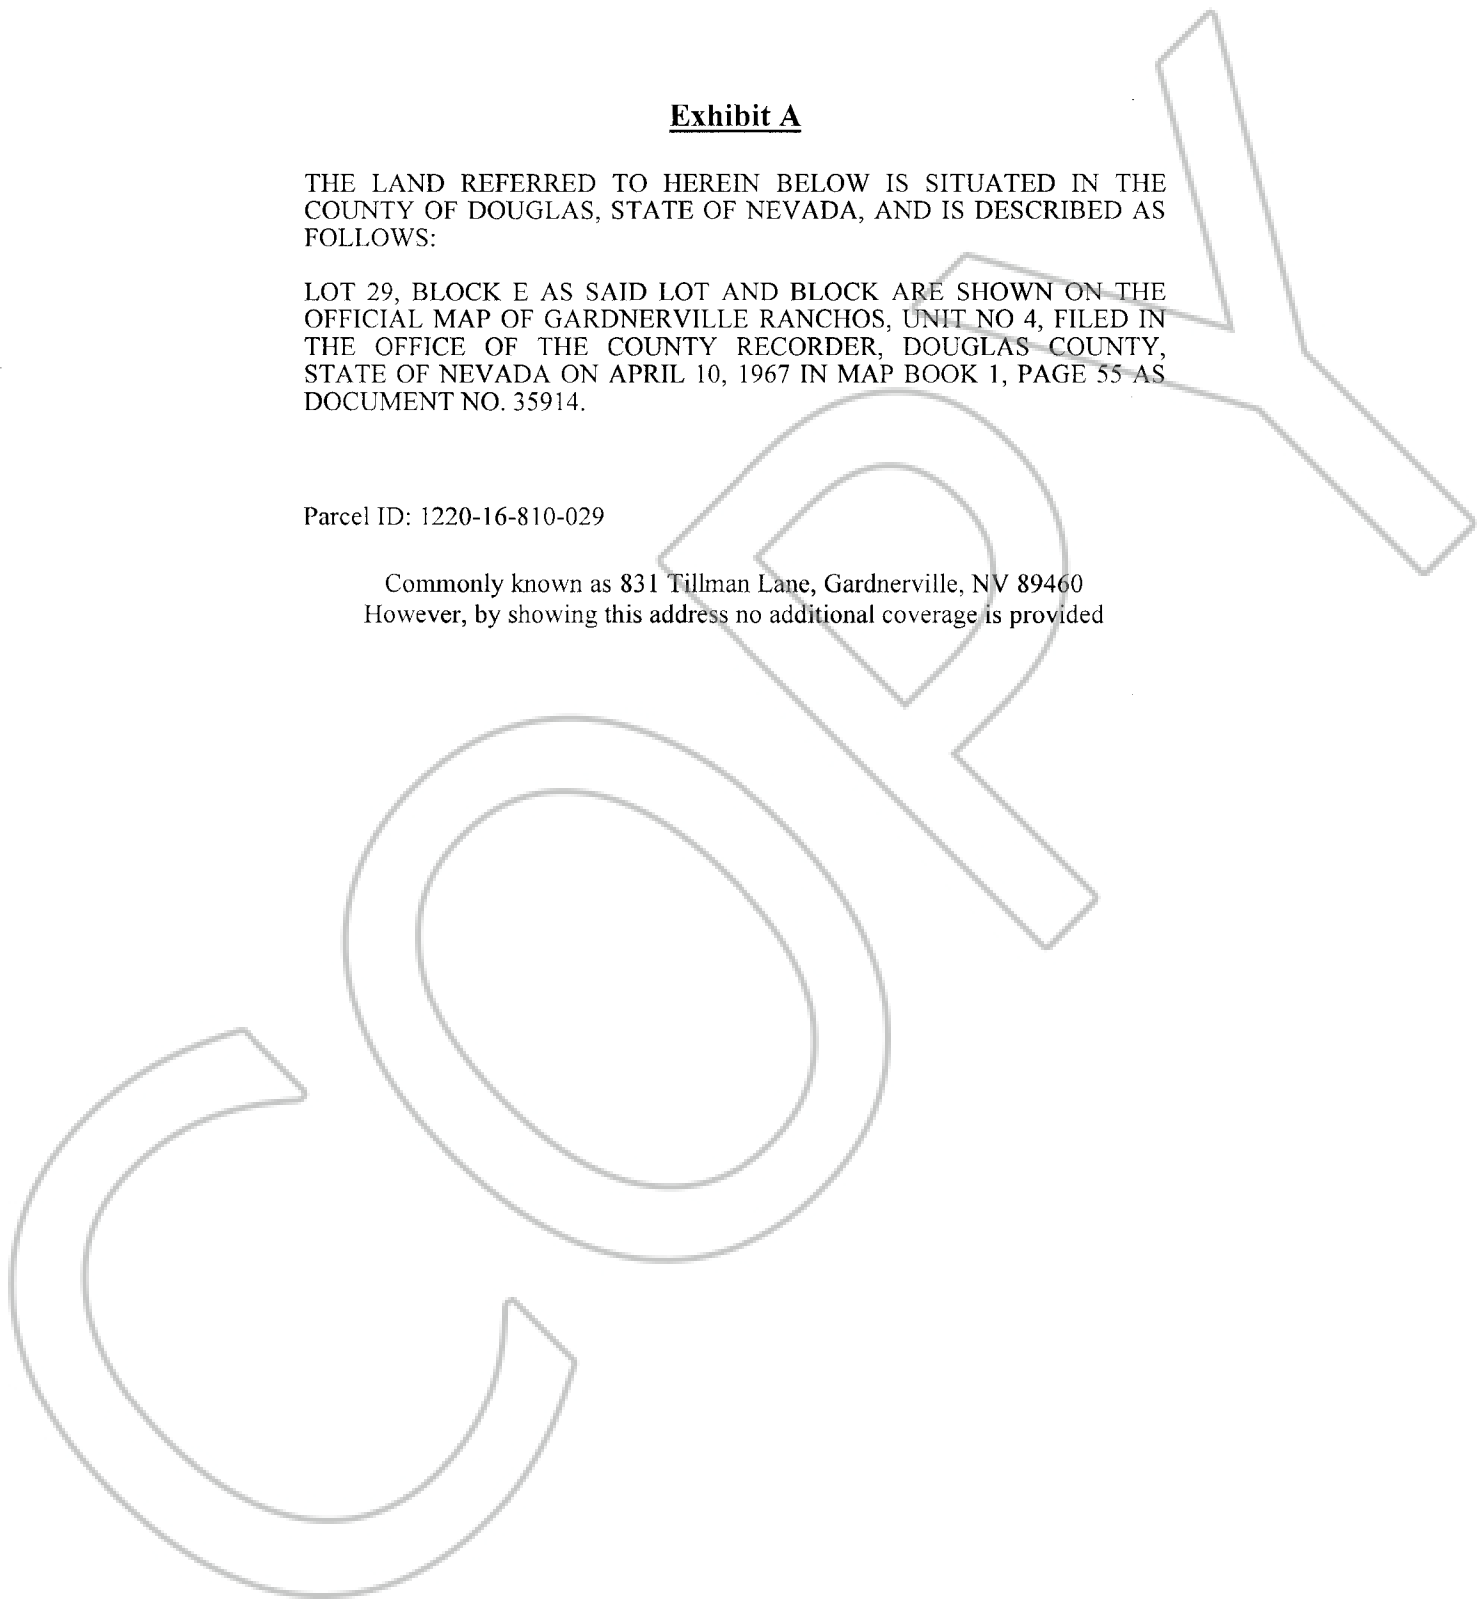 Exhibit A
THE LAND REFERRED TO HEREIN BELOW IS SITUATED IN THE
COUNTY OF DOUGLAS, STATE OF NEVADA, AND IS DESCRIBED AS
FOLLOWS:
LOT 29, BLOCK E AS SAID LOT AND BLOCK ARE SHOWN ON THE
OFFICIAL MAP OF GARDNERVILLE RANCHOS, UNIT NO 4, FILED IN
THE OFFICE OF THE COUNTY RECORDER, DOUGLAS COUNTY,
STATE OF NEVADA ON APRIL 10, 1967 IN MAP BOOK 1, PAGE 55 AS
DOCUMENT NO. 35914.
Parcel ID: 1220-16-810-029
Commonly known as 831 Tillman Lane, Gardnerville, NV 89460
However, by showing this address no additional coverage is provided
COPY